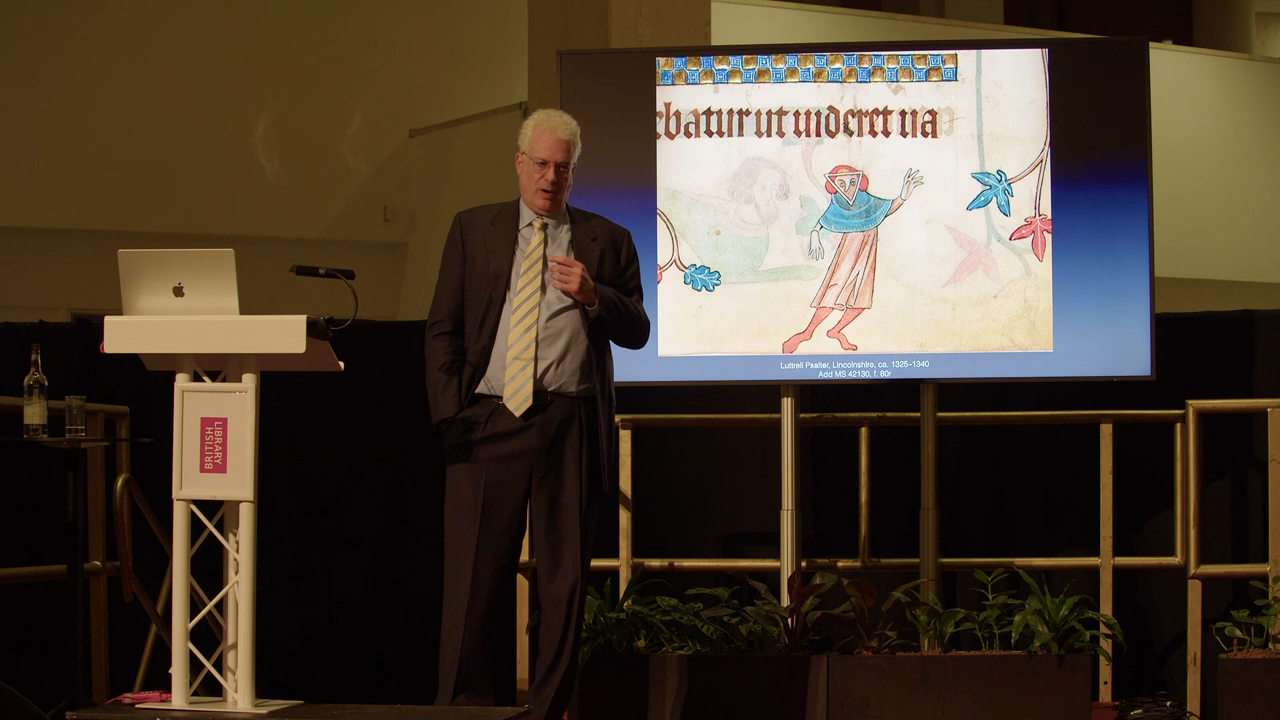 ebatur ut uideret ua
Luttrell Psalter, Lincolnshire, ca. 1325–1340
Add MS 42130, f. 80r
BRITISH
LIBRARY